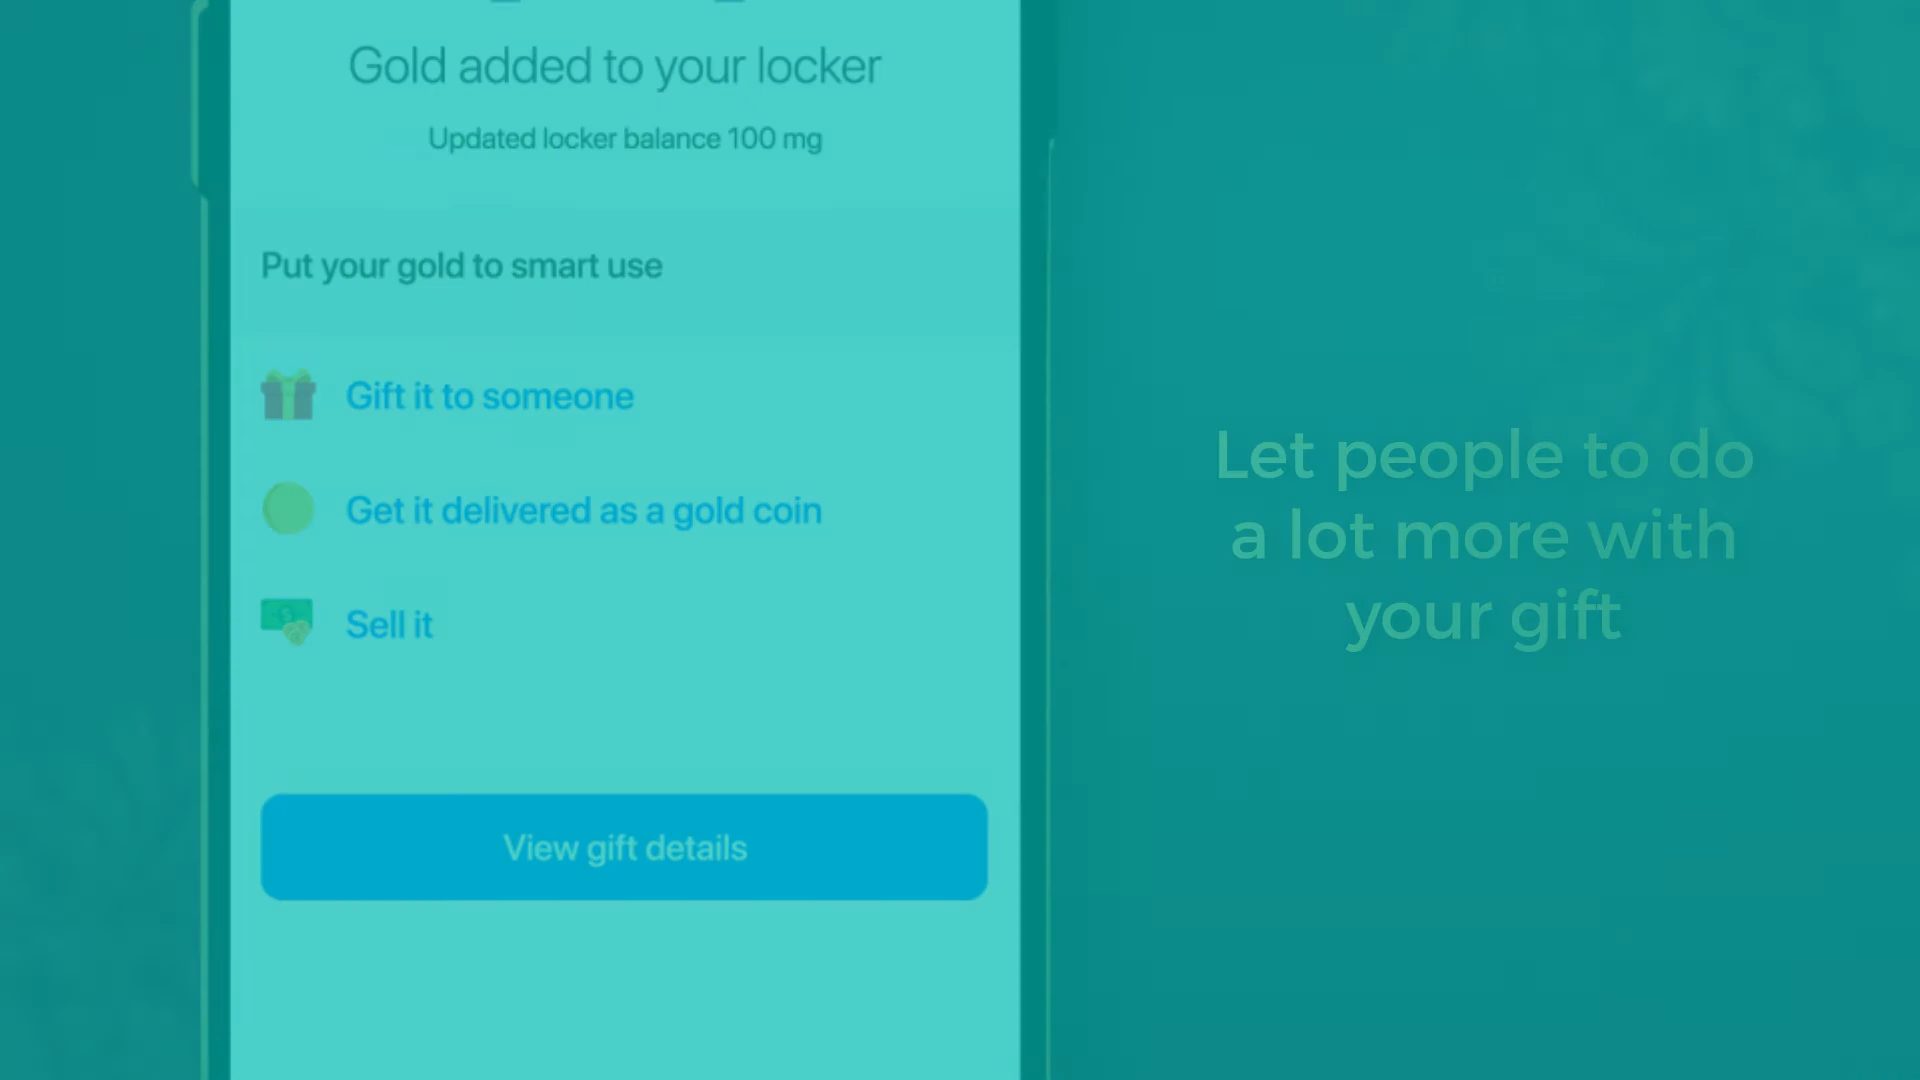 Gold added to your locker
Updated locker balance 100 mg
Put your gold to smart use
Gift it to someone
Get it delivered as a gold coin
Sell it
View gift details
Let people to do
a lot more with
your gift